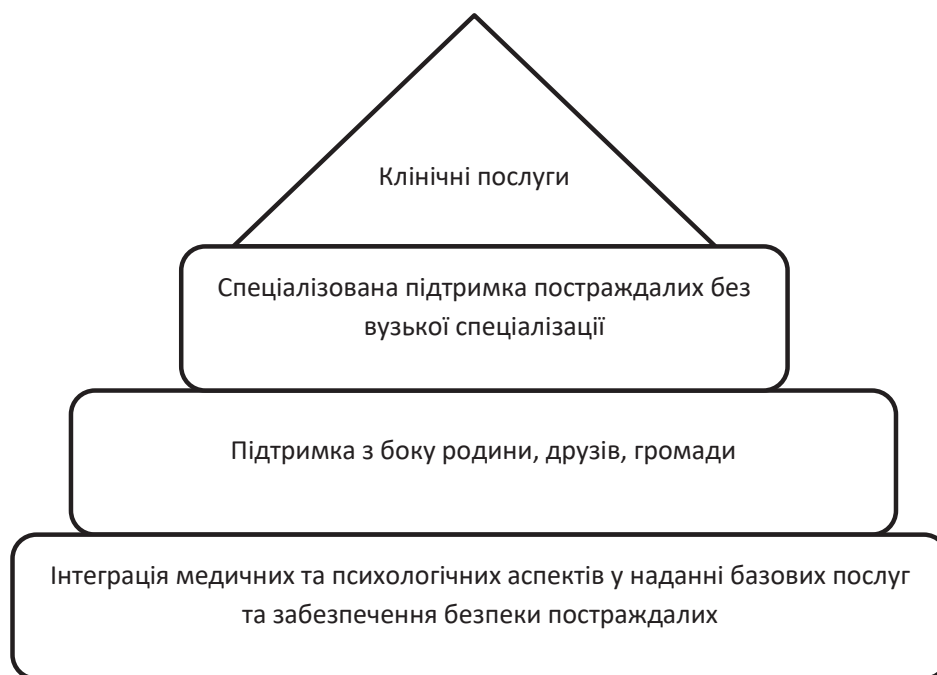 Клінічні послуги
Спеціалізована підтримка постраждалих без
вузької спеціалізації
Підтримка з боку родини, друзів, громади
Інтеграція медичних та психологічних аспектів у наданні базових послуг
та забезпечення безпеки постраждалих